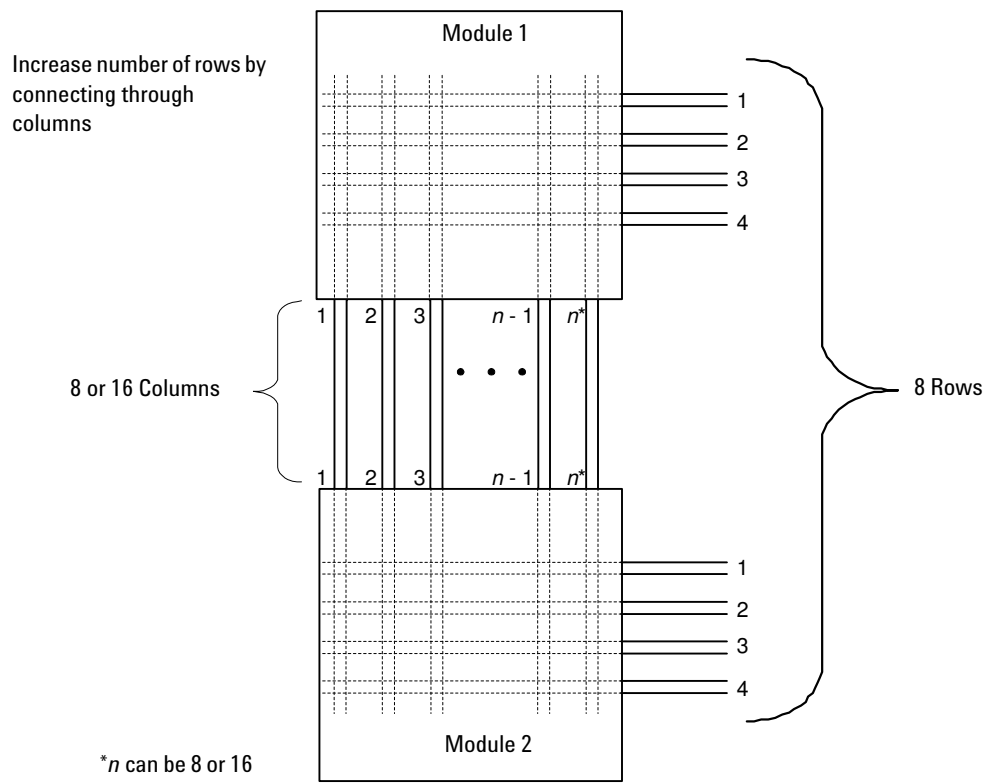 Module 1
Increase number of rows by
connecting through
columns
1
2
3
4
1 2 3 n - 1 n*
• • •
8 or 16 Columns
8 Rows
1 2 3 n - 1 n*
1
2
3
4
Module 2
*n can be 8 or 16